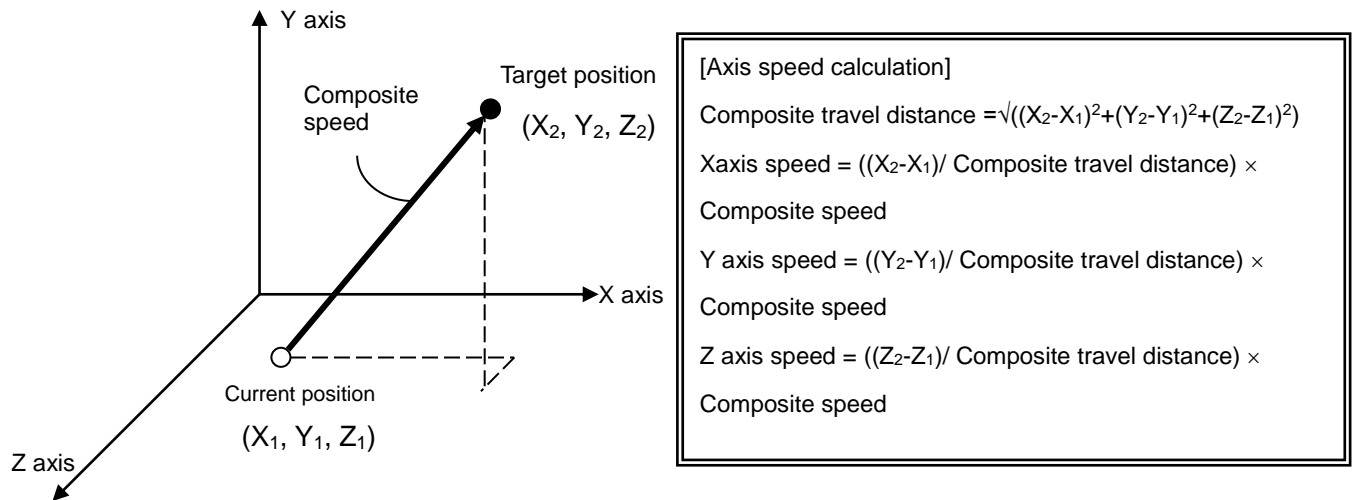 Y axis
Target position
Composite
speed
(X₂, Y₂, Z₂)
X axis
Current position
(X₁, Y₁, Z₁)
Z axis
[Axis speed calculation]
Composite travel distance =√((X₂-X₁)²+(Y₂-Y₁)²+(Z₂-Z₁)²)
Xaxis speed = ((X₂-X₁)/ Composite travel distance) ×
Composite speed
Y axis speed = ((Y₂-Y₁)/ Composite travel distance) ×
Composite speed
Z axis speed = ((Z₂-Z₁)/ Composite travel distance) ×
Composite speed